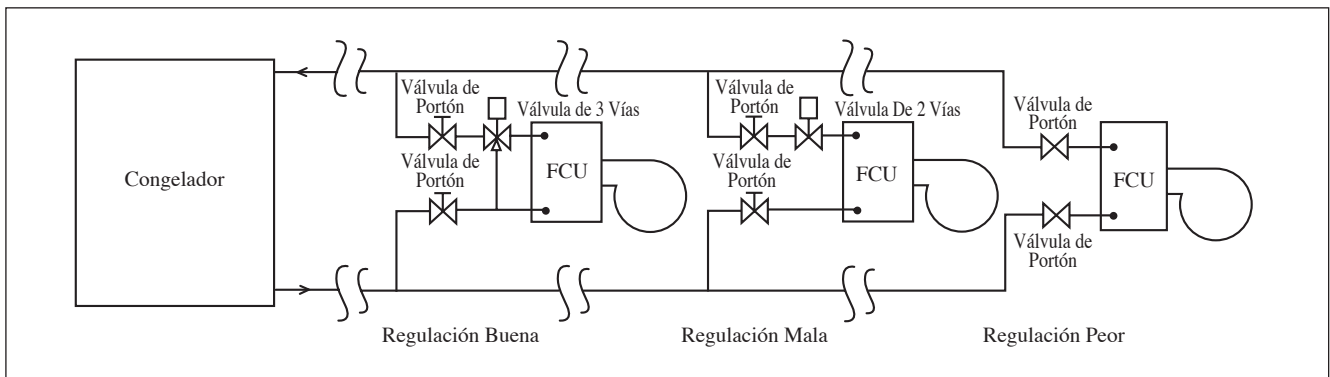 Congelador
Válvula de
Portón
Válvula de 3 Vías
Válvula de
Portón
FCU
Válvula de
Portón
Válvula De 2 Vías
Válvula de
Portón
FCU
Válvula de
Portón
FCU
Válvula de
Portón
Regulación Buena
Regulación Mala
Regulación Peor